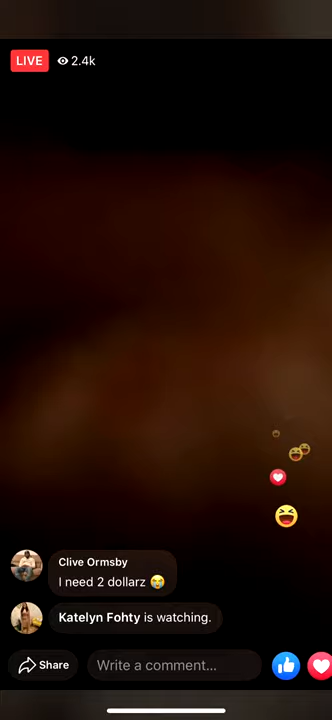 LIVE 2.4k
Clive Ormsby
I need 2 dollarz 😭
Katelyn Fohty is watching.
Share Write a comment...